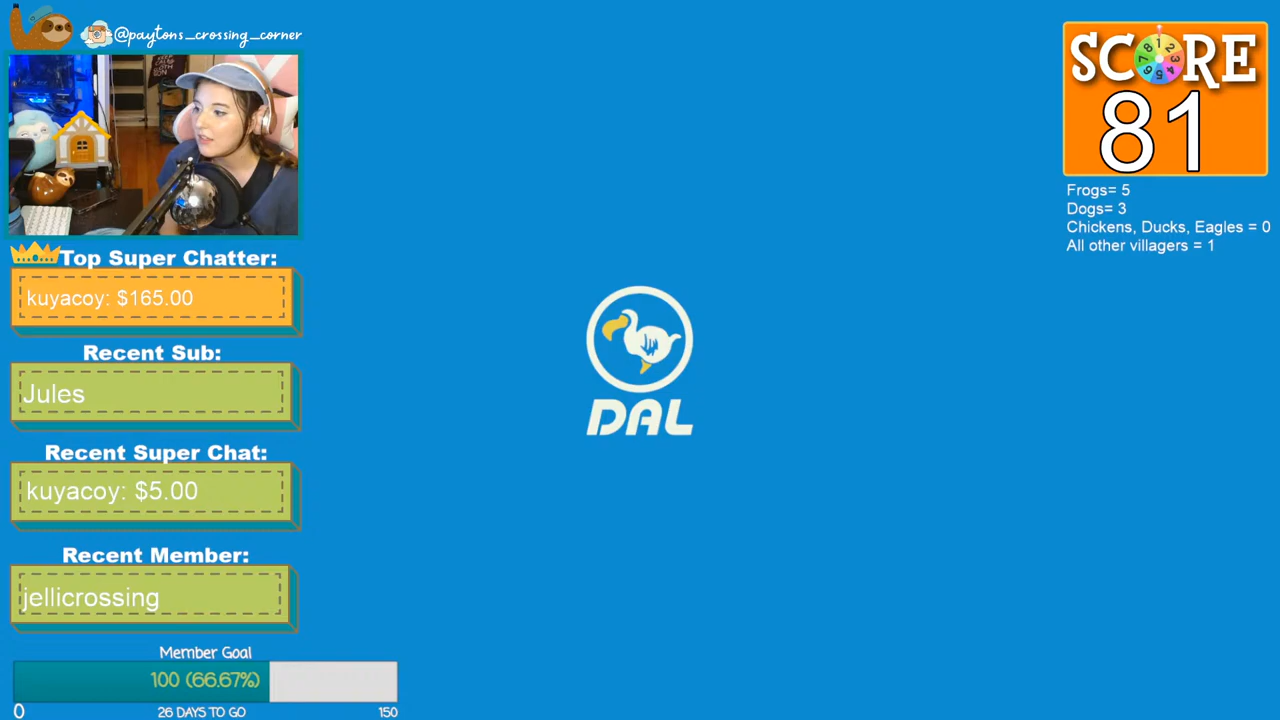 @paytons_crossing_corner
Top Super Chatter:
kuyacoy: $165.00
Recent Sub:
Jules
Recent Super Chat:
kuyacoy: $5.00
Recent Member:
jellicrossing
Member Goal
100 (66.67%)
0 26 DAYS TO GO 150
DAL
SCORE
81
Frogs= 5
Dogs= 3
Chickens, Ducks, Eagles = 0
All other villagers = 1